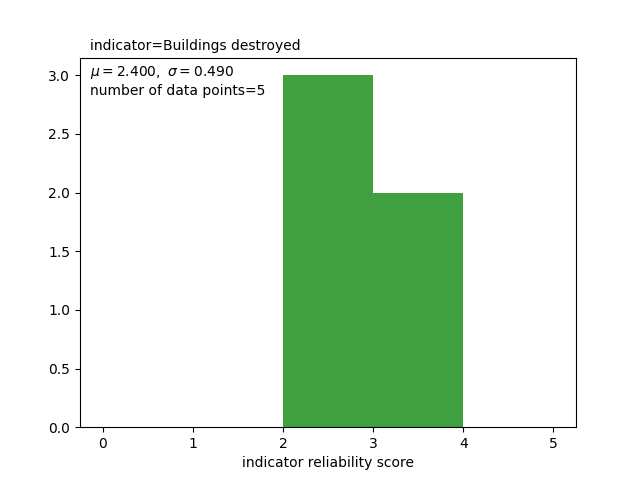 indicator=Buildings destroyed
μ = 2.400, σ = 0.490
number of data points=5
3.0
2.5
2.0
1.5
1.0
0.5
0.0
0 1 2 3 4 5
indicator reliability score